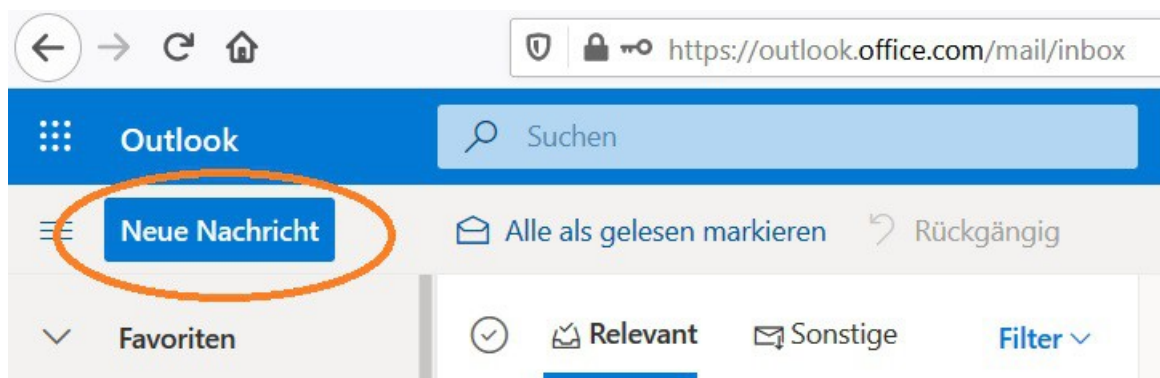 https://outlook.office.com/mail/inbox
Outlook Suchen
Neue Nachricht Alle als gelesen markieren Rückgängig
Favoriten Relevant Sonstige Filter